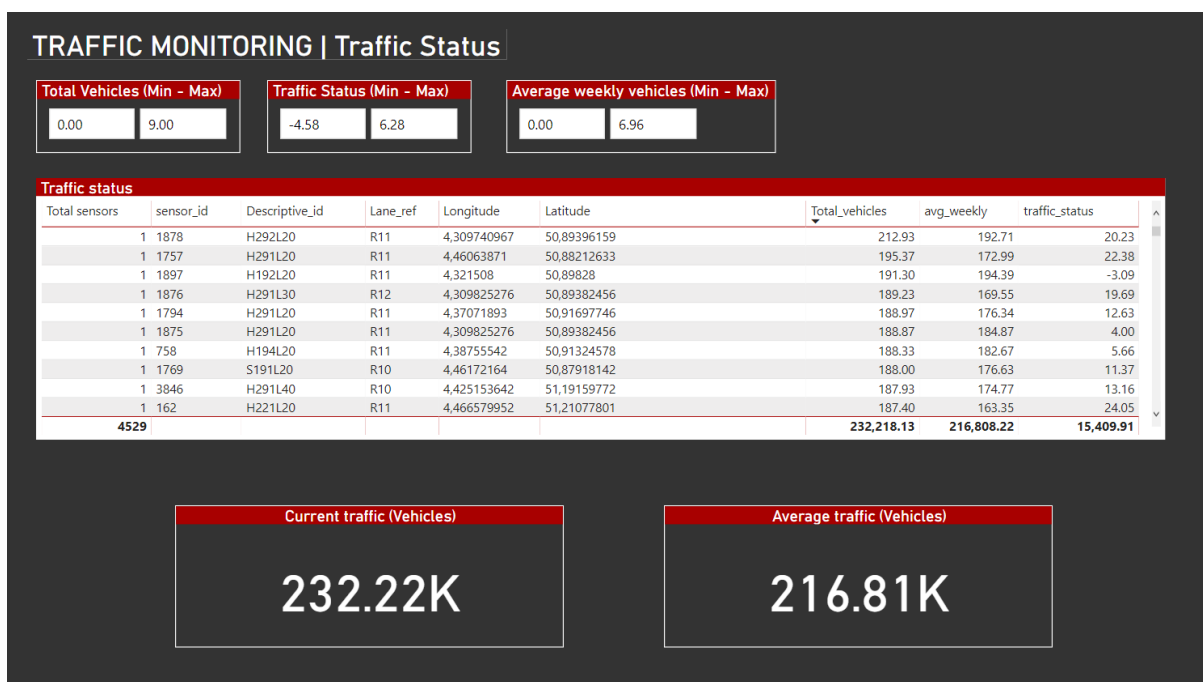 TRAFFIC MONITORING | Traffic Status
Total Vehicles (Min - Max) Traffic Status (Min - Max) Average weekly vehicles (Min - Max)
0.00 9.00 -4.58 6.28 0.00 6.96
Traffic status
Total sensors sensor_id Descriptive_id Lane_ref Longitude Latitude Total_vehicles avg_weekly traffic_status
1 1878 H292L20 R11 4,309740967 50,89396159 212.93 192.71 20.23
1 1757 H291L20 R11 4,46063871 50,88212633 195.37 172.99 22.38
1 1897 H192L20 R11 4,321508 50,89828 191.30 194.39 -3.09
1 1876 H291L30 R12 4,309825276 50,89382456 189.23 169.55 19.69
1 1794 H291L20 R11 4,37071893 50,91697746 188.97 176.34 12.63
1 1875 H291L20 R11 4,309825276 50,89382456 188.87 184.87 4.00
1 758 H194L20 R11 4,38755542 50,91324578 188.33 182.67 5.66
1 1769 S191L20 R10 4,46172164 50,87918142 188.00 176.63 11.37
1 3846 H291L40 R10 4,425153642 51,19159772 187.93 174.77 13.16
1 162 H221L20 R11 4,466579952 51,21077801 187.40 163.35 24.05
4529 232,218.13 216,808.22 15,409.91
Current traffic (Vehicles) Average traffic (Vehicles)
232.22K 216.81K